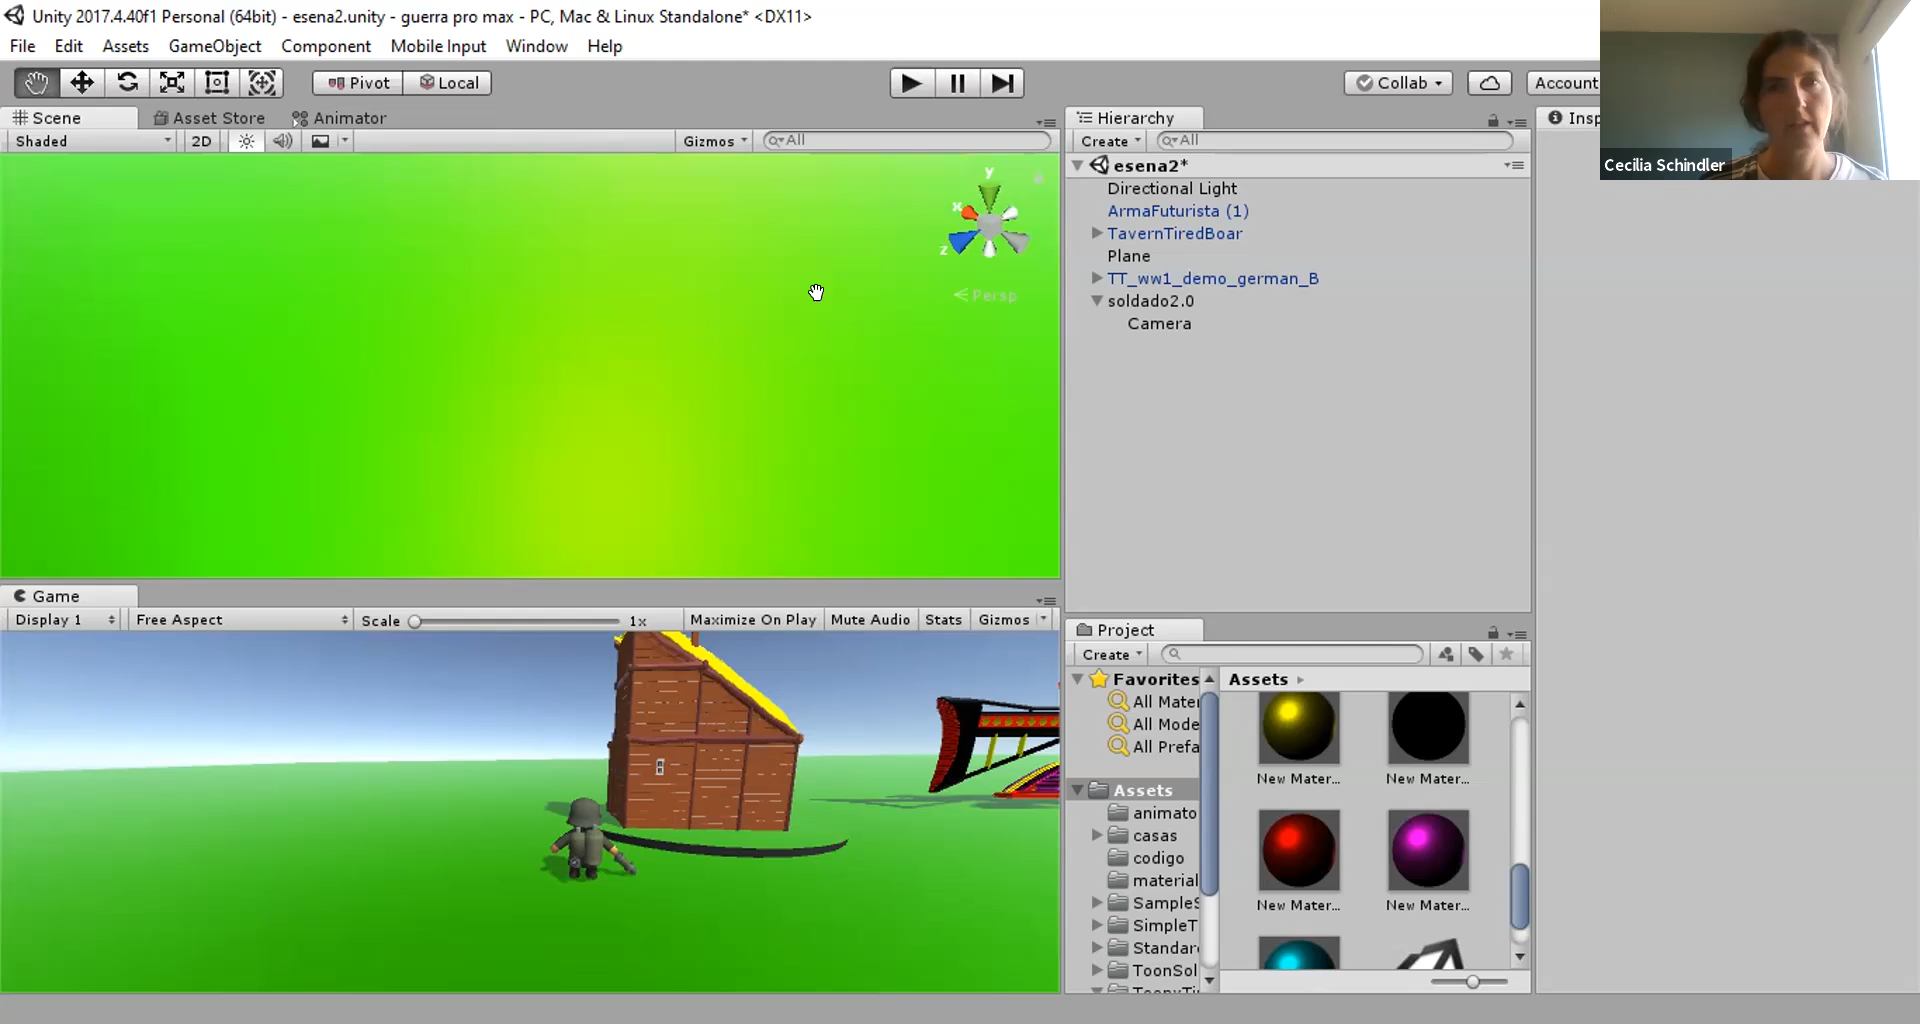 Unity 2017.4.40f1 Personal (64bit) - esena2.unity - guerra pro max - PC, Mac & Linux Standalone* <DX11>
File Edit Assets GameObject Component Mobile Input Window Help
Pivot Local Collab Account
Scene Asset Store Animator
Shaded 2D Gizmos All
y
x
z
Persp
Hierarchy
Create All
esena2*
Directional Light
ArmaFuturista (1)
TavernTiredBoar
Plane
TT_ww1_demo_german_B
soldado2.0
Camera
Insp
Cecilia Schindler
Game
Display 1 Free Aspect Scale 1x Maximize On Play Mute Audio Stats Gizmos
Project
Create
Favorites
All Mater
All Mode
All Prefa
Assets
animato
casas
codigo
material
SampleS
SimpleT
Standar
ToonSol
Assets
New Mater... New Mater...
New Mater... New Mater...